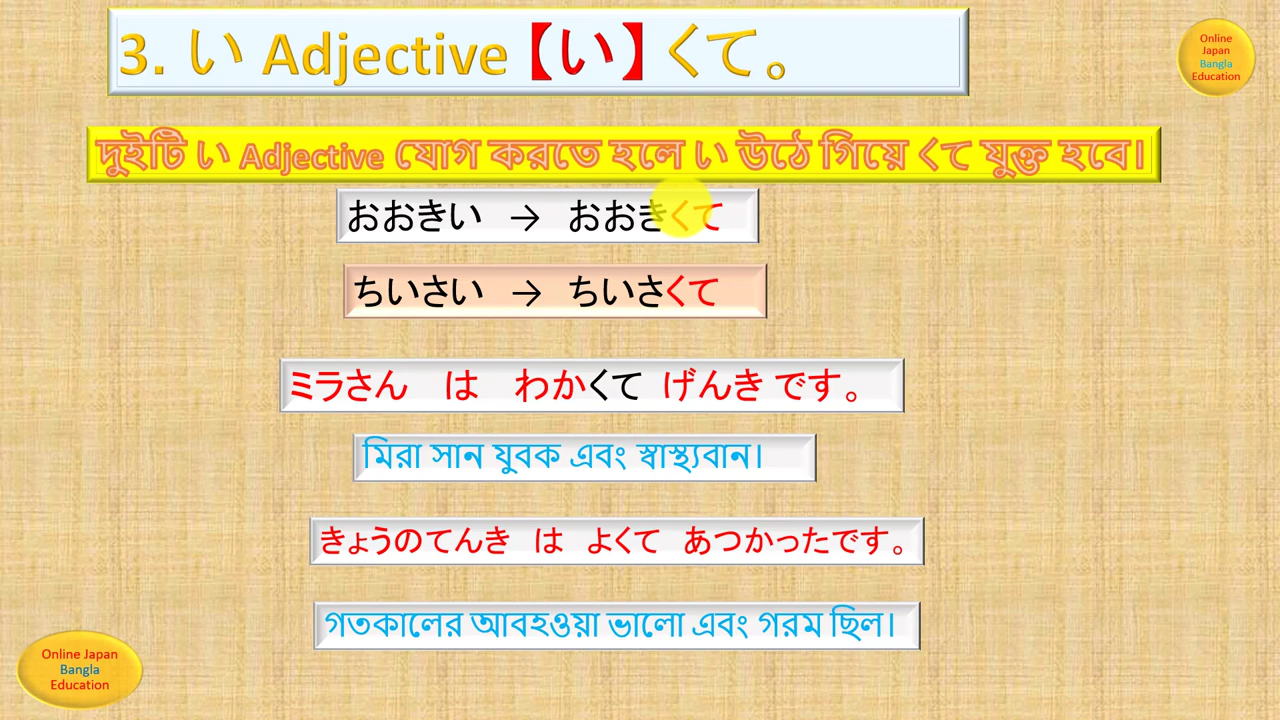 3. い Adjective 【い】 くて。
Online
Japan
Bangla
Education
দুইটি い Adjective যোগ করতে হলে い উঠে গিয়ে くて যুক্ত হবে।
おおきい → おおきくて
ちいさい → ちいさくて
ミラさん は わかくて げんき です。
মিরা সান যুবক এবং স্বাস্থ্যবান।
きょうのてんき は よくて あつかったです。
গতকালের আবহওয়া ভালো এবং গরম ছিল।
Online Japan
Bangla
Education